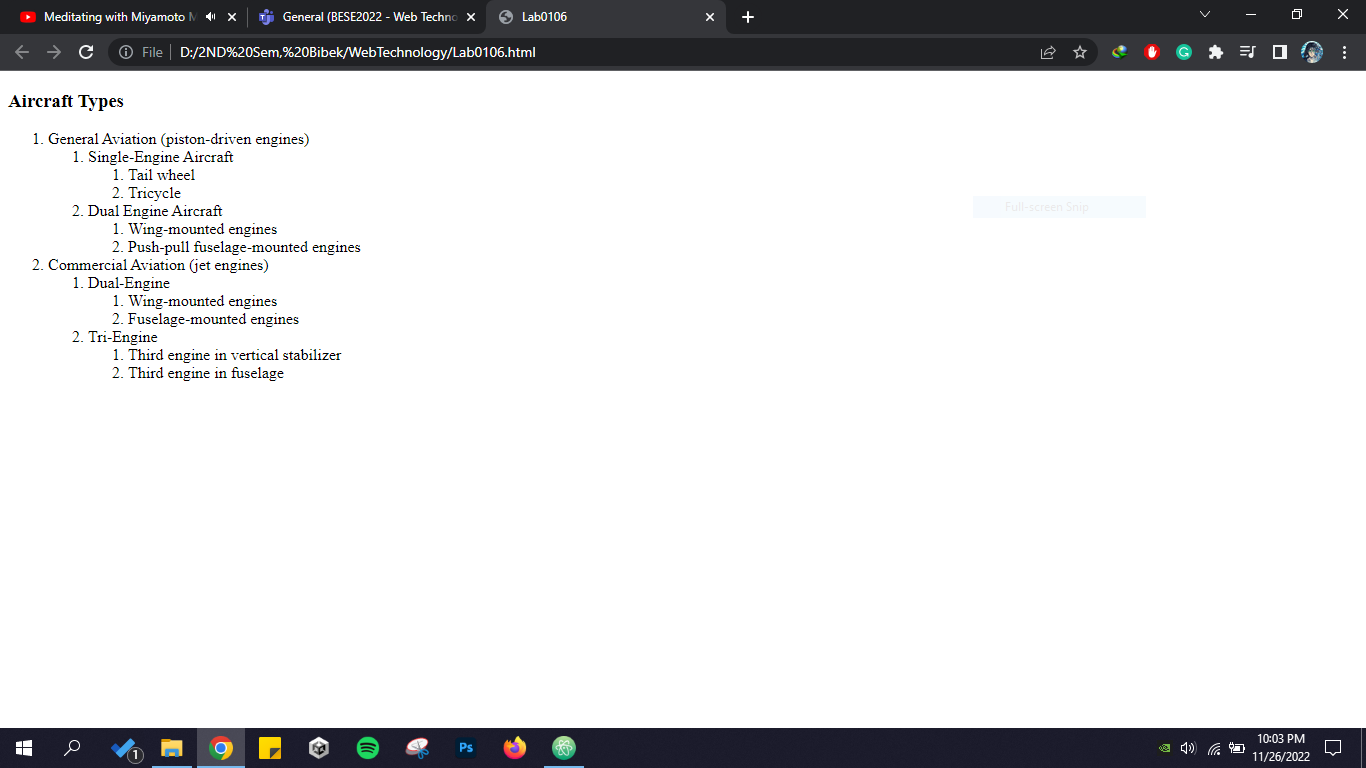 Meditating with Miyamoto M
General (BESE2022 - Web Techno
Lab0106
File
D:/2ND%20Sem,%20Bibek/WebTechnology/Lab0106.html
Aircraft Types
1. General Aviation (piston-driven engines)
1. Single-Engine Aircraft
1. Tail wheel
2. Tricycle
2. Dual Engine Aircraft
1. Wing-mounted engines
2. Push-pull fuselage-mounted engines
2. Commercial Aviation (jet engines)
1. Dual-Engine
1. Wing-mounted engines
2. Fuselage-mounted engines
2. Tri-Engine
1. Third engine in vertical stabilizer
2. Third engine in fuselage
Full-screen Snip
1
Ps
10:03 PM
11/26/2022